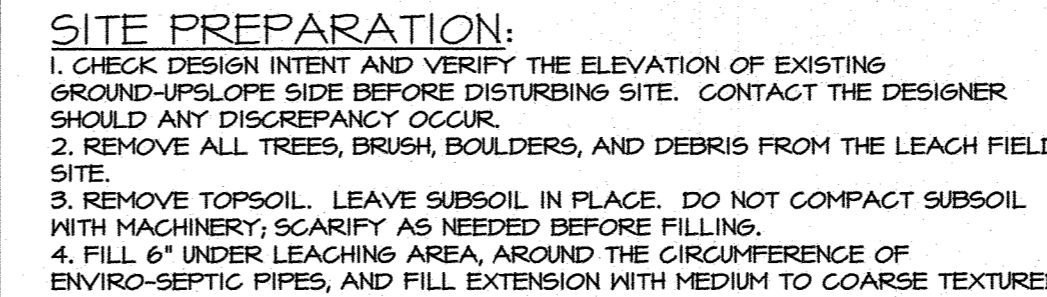 SITE PREPARATION:
1. CHECK DESIGN INTENT AND VERIFY THE ELEVATION OF EXISTING
GROUND-UPSLOPE SIDE BEFORE DISTURBING SITE. CONTACT THE DESIGNER
SHOULD ANY DISCREPANCY OCCUR.
2. REMOVE ALL TREES, BRUSH, BOULDERS, AND DEBRIS FROM THE LEACH FIELD
SITE.
3. REMOVE TOPSOIL. LEAVE SUBSOIL IN PLACE. DO NOT COMPACT SUBSOIL
WITH MACHINERY; SCARIFY AS NEEDED BEFORE FILLING.
4. FILL 6" UNDER LEACHING AREA, AROUND THE CIRCUMFERENCE OF
ENVIRO-SEPTIC PIPES, AND FILL EXTENSION WITH MEDIUM TO COARSE TEXTURED